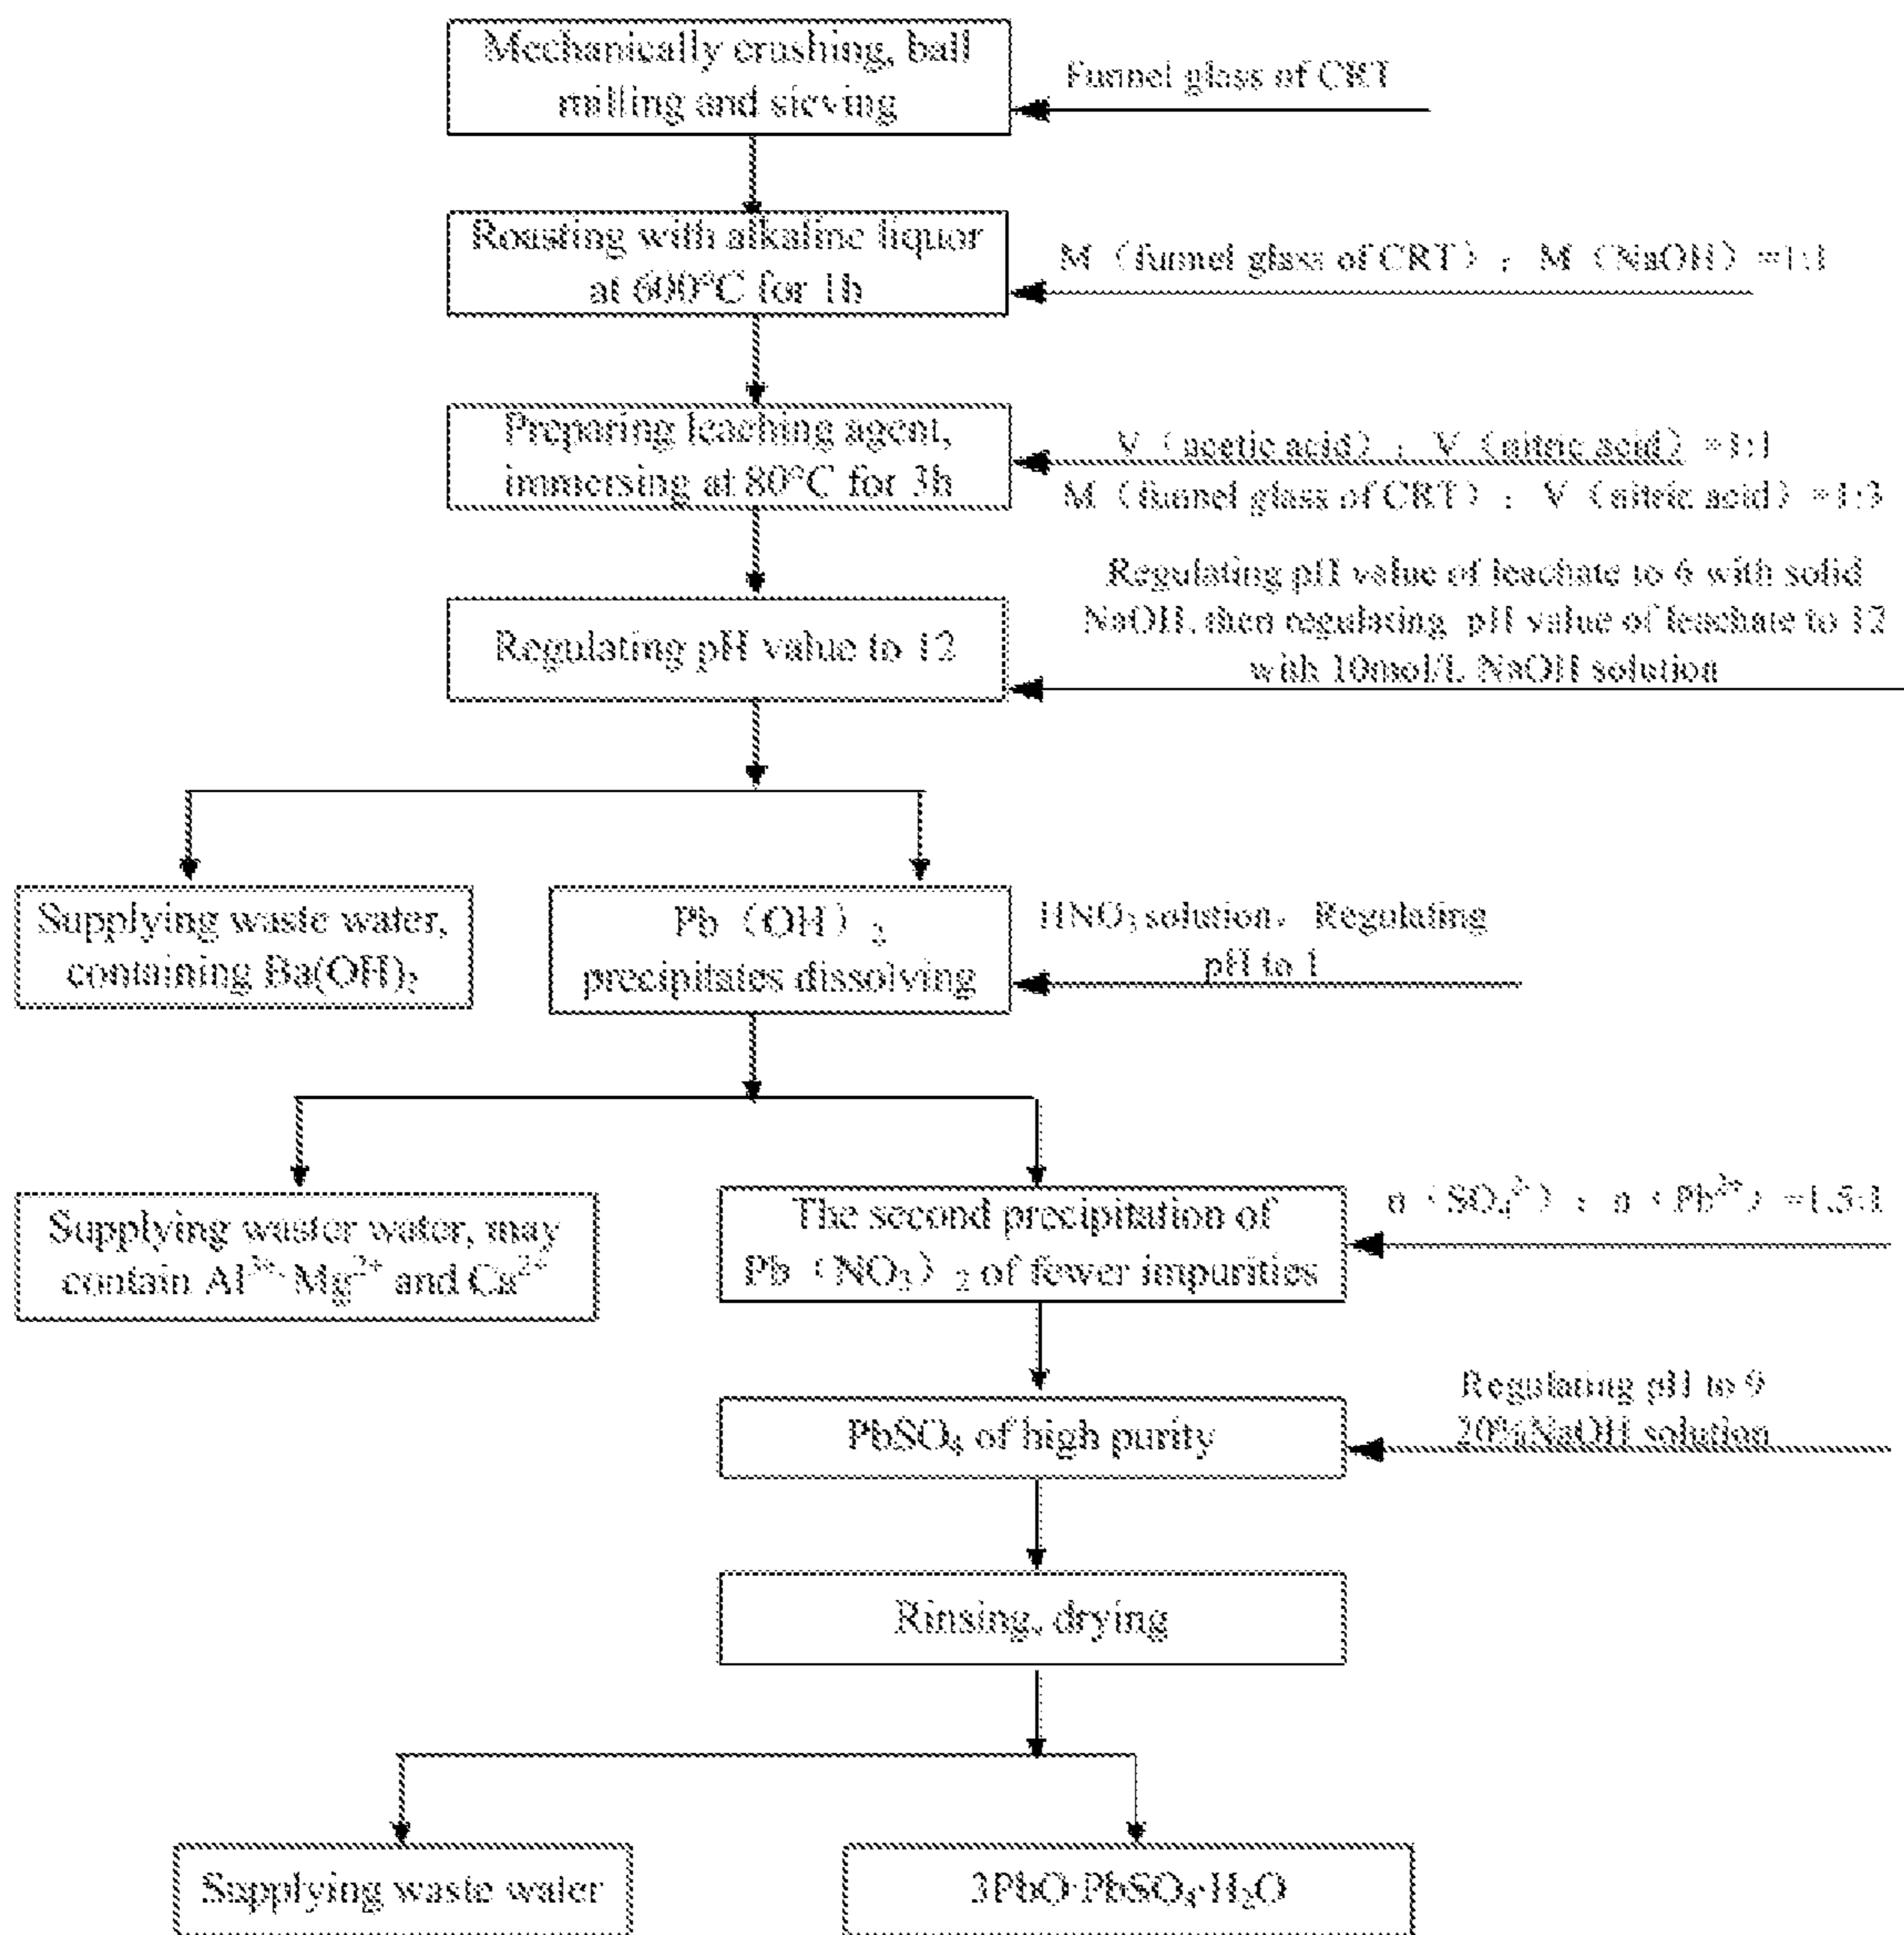 Mechanically crushing, ball
milling and sieving
Funnel glass of CRT
Roasting with alkaline liquor
at 600°C for 1h
M（funnel glass of CRT）：M（NaOH）=1:1
Preparing leaching agent,
immersing at 80°C for 3h
V（acetic acid）：V（nitric acid）=1:1
M（funnel glass of CRT）：V（nitric acid）=1:3
Regulating pH value to 12
Regulating pH value of leachate to 6 with solid
NaOH, then regulating pH value of leachate to 12
with 10mol/L NaOH solution
Supplying waste water,
containing Ba(OH)₂
Pb（OH）₂
precipitates dissolving
HNO₃ solution，Regulating
pH to 1
Supplying waster water, may
contain Al³⁺、Mg²⁺ and Ca²⁺
The second precipitation of
Pb（NO₃）₂ of fewer impurities
n（SO₄²⁻）：n（Pb²⁺）=1.5:1
PbSO₄ of high purity
Regulating pH to 9
20%NaOH solution
Rinsing, drying
Supplying waste water
3PbO·PbSO₄·H₂O